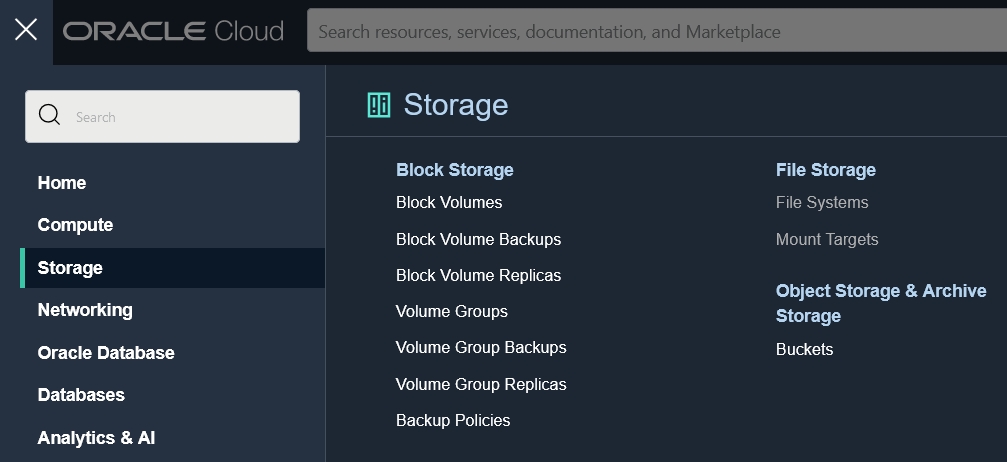 ORACLE Cloud
Search resources, services, documentation, and Marketplace
Search
Home
Compute
Storage
Networking
Oracle Database
Databases
Analytics & AI
Storage
Block Storage
Block Volumes
Block Volume Backups
Block Volume Replicas
Volume Groups
Volume Group Backups
Volume Group Replicas
Backup Policies
File Storage
File Systems
Mount Targets
Object Storage & Archive
Storage
Buckets